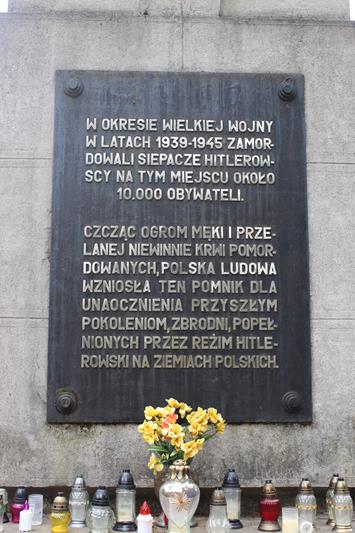 W OKRESIE WIELKIEJ WOJNY
W LATACH 1939-1945 ZAMOR-
DOWALI SIEPACZE HITLEROW-
SCY NA TYM MIEJSCU OKOŁO
10.000 OBYWATELI.
CZCZĄC OGROM MĘKI I PRZE-
LANEJ NIEWINNIE KRWI POMOR-
DOWANYCH, POLSKA LUDOWA
WZNIOSŁA TEN POMNIK DLA
UNAOCZNIENIA PRZYSZŁYM
POKOLENIOM, ZBRODNI, POPEŁ-
NIONYCH PRZEZ REŻIM HITLE-
ROWSKI NA ZIEMIACH POLSKICH.